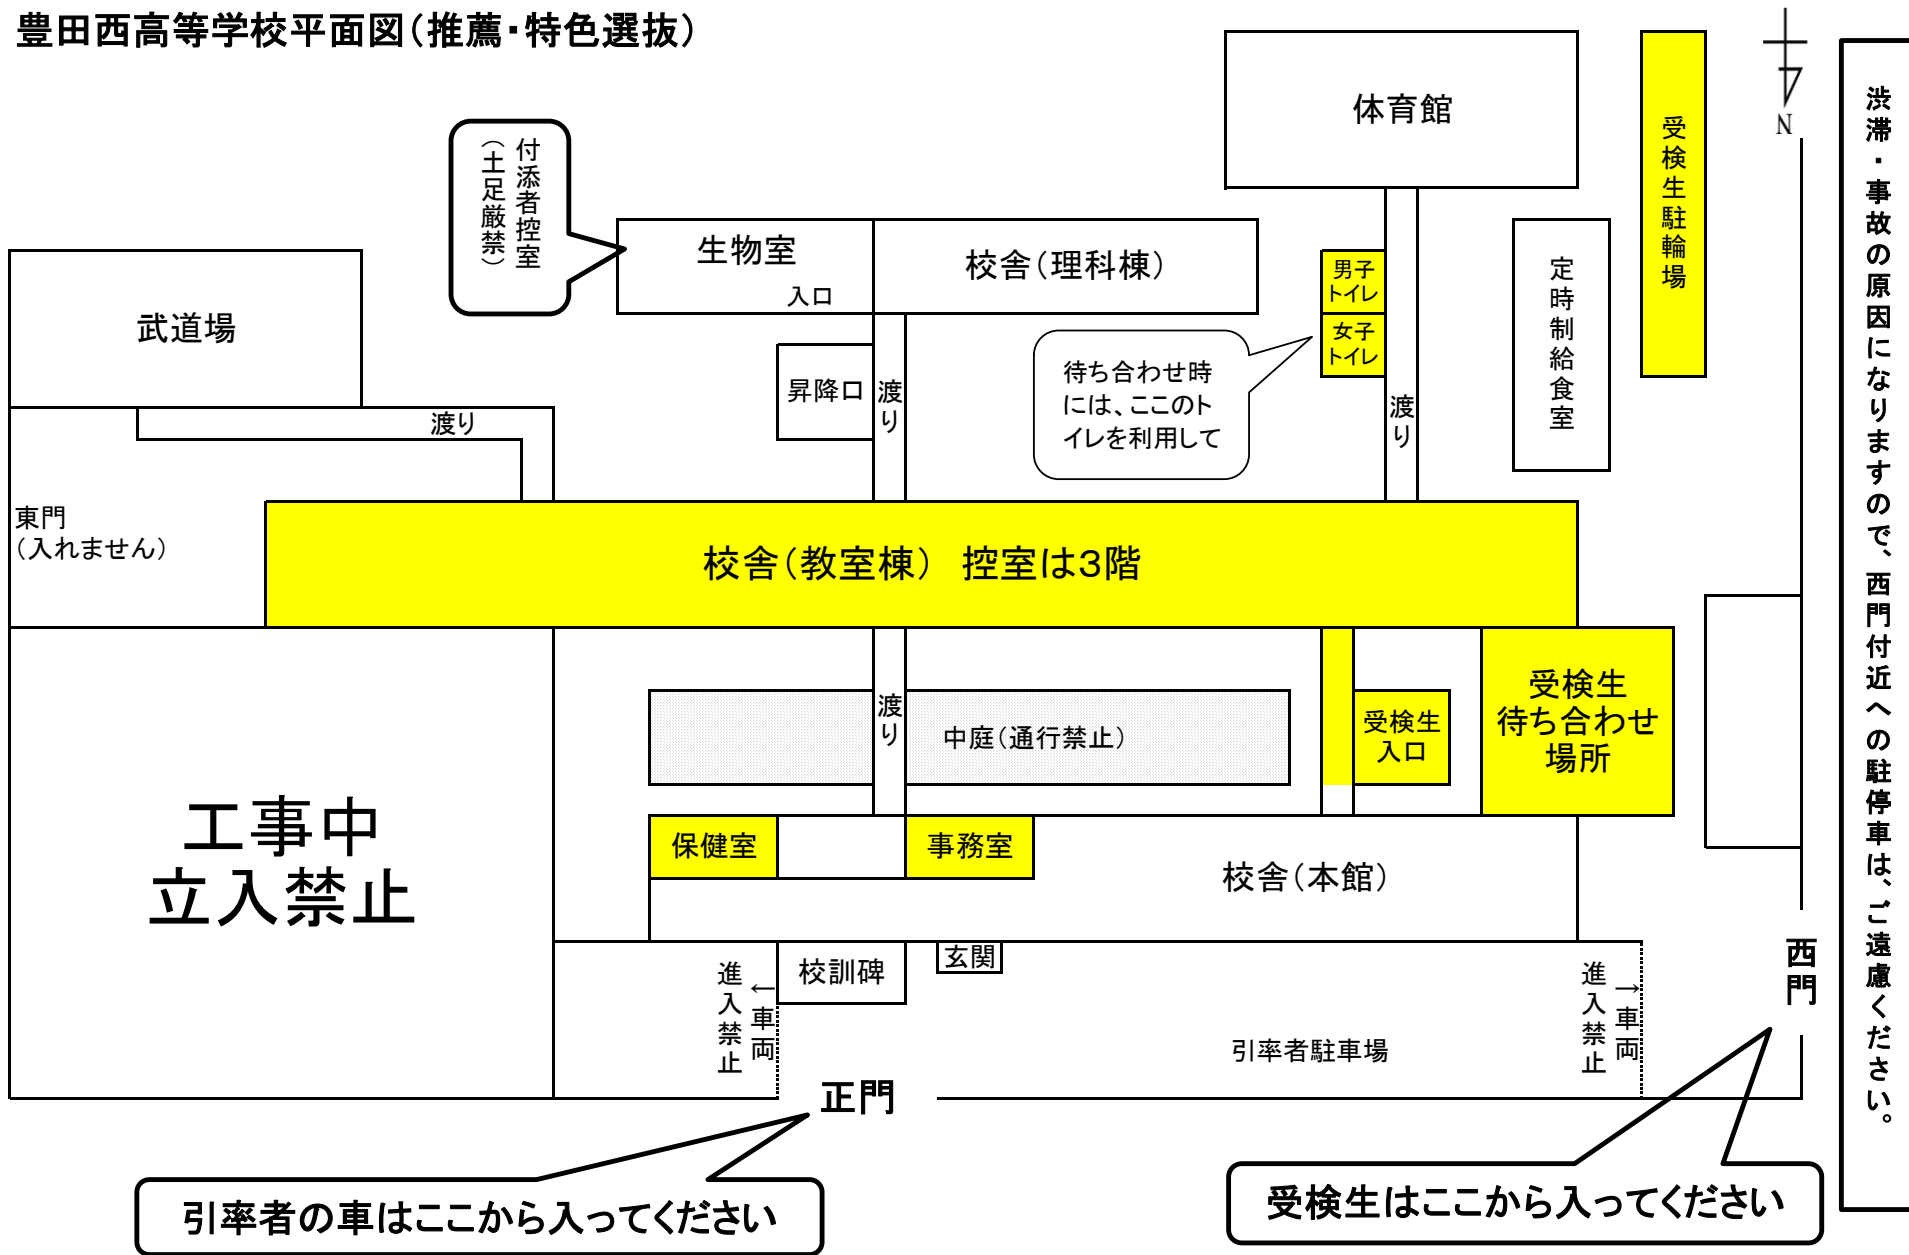 豊田西高等学校平面図（推薦・特色選抜）
N
渋滞・事故の原因になりますので、西門付近への駐停車は、ご遠慮ください。
体育館
受検生駐輪場
付添者控室
（土足厳禁）
生物室
入口
校舎（理科棟）
男子
トイレ
女子
トイレ
定時制給食室
武道場
昇降口
渡り
待ち合わせ時
には、ここのト
イレを利用して
渡り
渡り
東門
（入れません）
校舎（教室棟）　控室は３階
渡り
中庭（通行禁止）
受検生
入口
受検生
待ち合わせ
場所
工事中
立入禁止
保健室
事務室
校舎（本館）
西門
←車両
進入禁止
校訓碑
玄関
引率者駐車場
→車両
進入禁止
正門
引率者の車はここから入ってください
受検生はここから入ってください